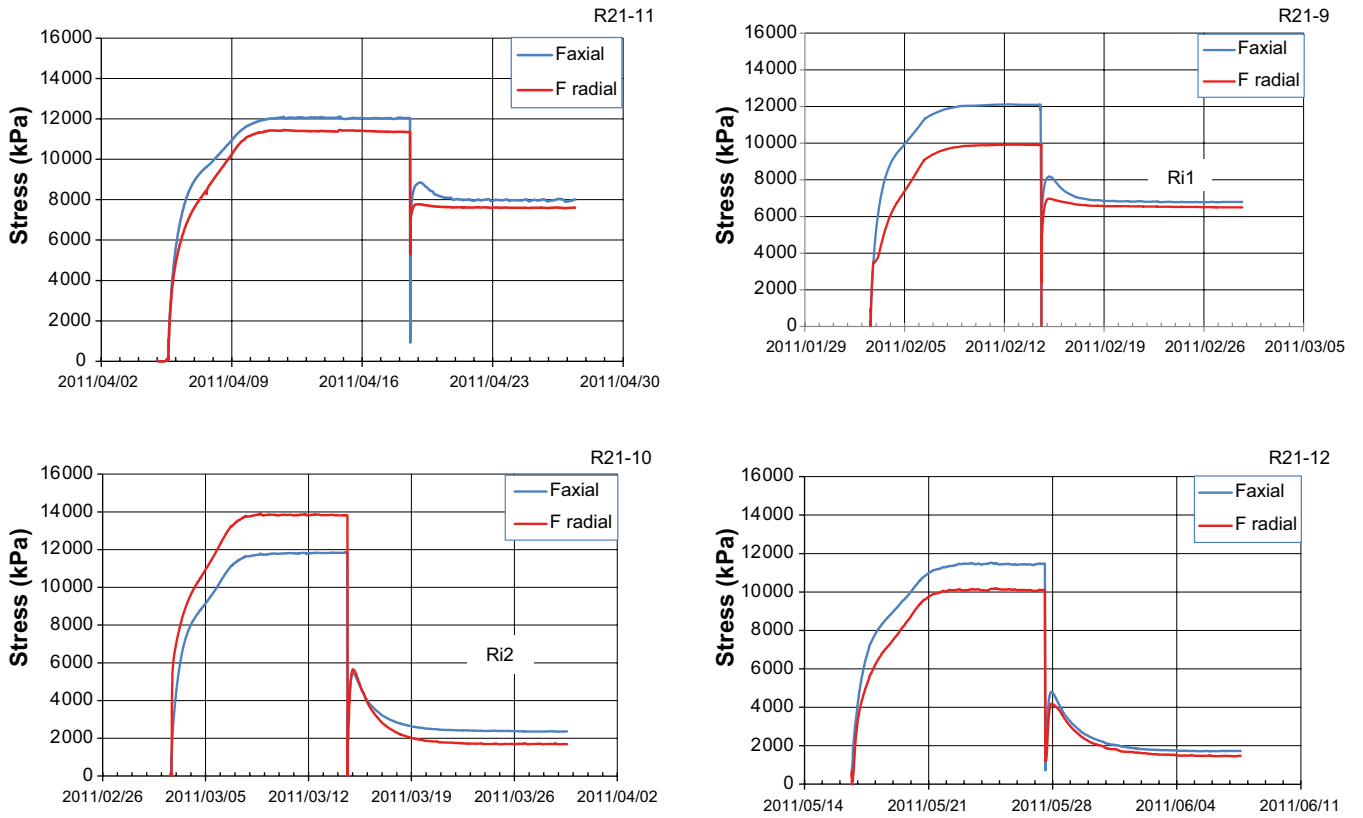 R21-11
16000
14000
12000
10000
8000
6000
4000
2000
0
Stress (kPa)
Faxial
F radial
2011/04/02 2011/04/09 2011/04/16 2011/04/23 2011/04/30
R21-9
16000
14000
12000
10000
8000
6000
4000
2000
0
Stress (kPa)
Faxial
F radial
Ri1
2011/01/29 2011/02/05 2011/02/12 2011/02/19 2011/02/26 2011/03/05
R21-10
16000
14000
12000
10000
8000
6000
4000
2000
0
Stress (kPa)
Faxial
F radial
Ri2
2011/02/26 2011/03/05 2011/03/12 2011/03/19 2011/03/26 2011/04/02
R21-12
16000
14000
12000
10000
8000
6000
4000
2000
0
Stress (kPa)
Faxial
F radial
2011/05/14 2011/05/21 2011/05/28 2011/06/04 2011/06/11